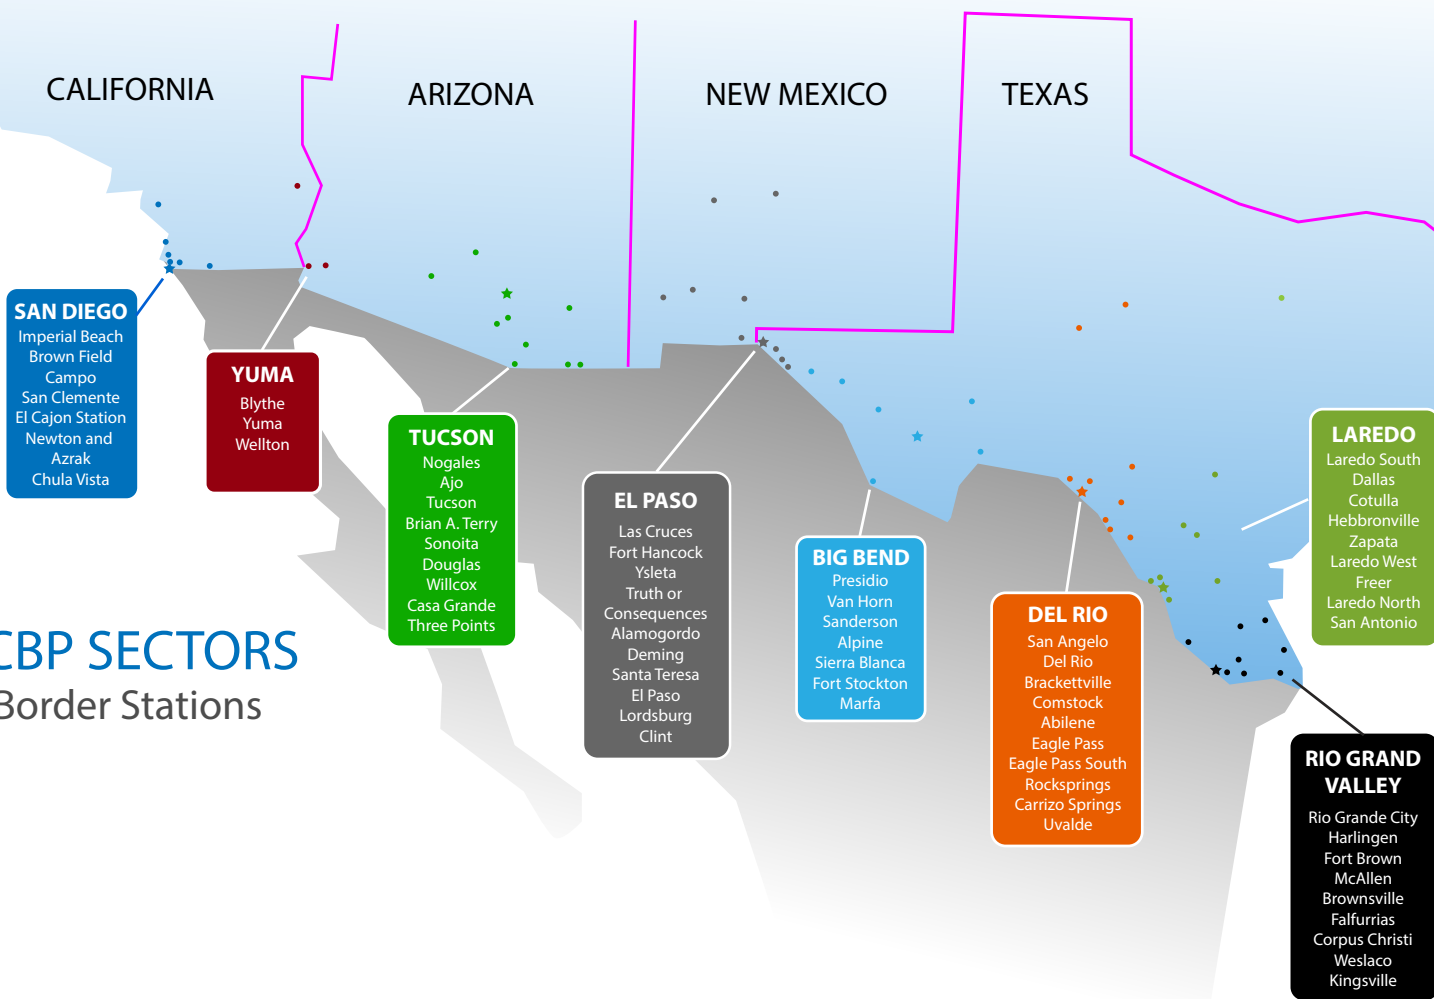 CALIFORNIA
ARIZONA
NEW MEXICO
TEXAS
SAN DIEGO
Imperial Beach
Brown Field
Campo
San Clemente
El Cajon Station
Newton and
Azrak
Chula Vista
YUMA
Blythe
Yuma
Wellton
TUCSON
Nogales
Ajo
Tucson
Brian A. Terry
Sonoita
Douglas
Willcox
Casa Grande
Three Points
EL PASO
Las Cruces
Fort Hancock
Ysleta
Truth or
Consequences
Alamogordo
Deming
Santa Teresa
El Paso
Lordsburg
Clint
BIG BEND
Presidio
Van Horn
Sanderson
Alpine
Sierra Blanca
Fort Stockton
Marfa
DEL RIO
San Angelo
Del Rio
Brackettville
Comstock
Abilene
Eagle Pass
Eagle Pass South
Rocksprings
Carrizo Springs
Uvalde
LAREDO
Laredo South
Dallas
Cotulla
Hebbronville
Zapata
Laredo West
Freer
Laredo North
San Antonio
RIO GRAND
VALLEY
Rio Grande City
Harlingen
Fort Brown
McAllen
Brownsville
Falfurrias
Corpus Christi
Weslaco
Kingsville
CBP SECTORS
Border Stations